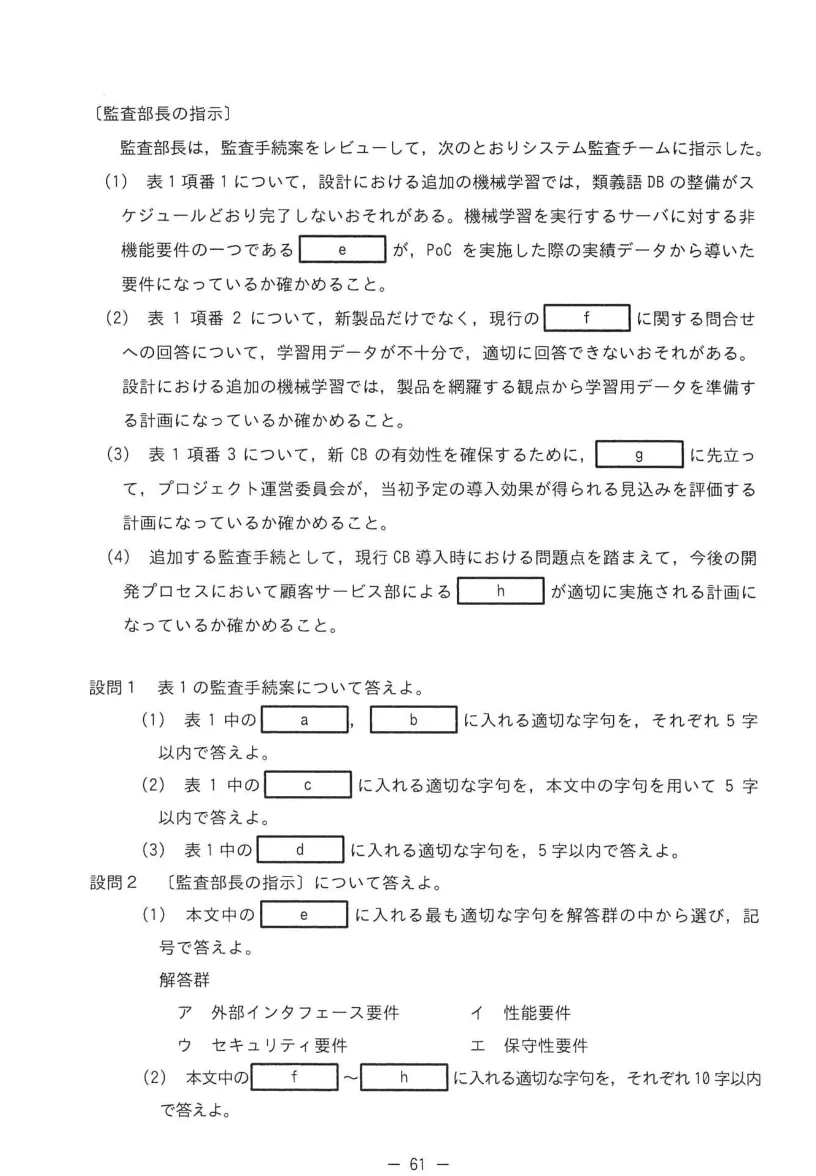 〔監査部長の指示〕
監査部長は，監査手続案をレビューして，次のとおりシステム監査チームに指示した。
(1) 表1項番1について，設計における追加の機械学習では，類義語DBの整備がス
ケジュールどおり完了しないおそれがある。機械学習を実行するサーバに対する非
機能要件の一つである e が，PoC を実施した際の実績データから導いた
要件になっているか確かめること。
(2) 表 1 項番 2 について，新製品だけでなく，現行の f に関する問合せ
への回答について，学習用データが不十分で，適切に回答できないおそれがある。
設計における追加の機械学習では，製品を網羅する観点から学習用データを準備す
る計画になっているか確かめること。
(3) 表 1 項番 3 について，新 CB の有効性を確保するために， g に先立っ
て，プロジェクト運営委員会が，当初予定の導入効果が得られる見込みを評価する
計画になっているか確かめること。
(4) 追加する監査手続として，現行 CB 導入時における問題点を踏まえて，今後の開
発プロセスにおいて顧客サービス部による h が適切に実施される計画に
なっているか確かめること。
設問1 表1の監査手続案について答えよ。
(1) 表1中の a ， b に入れる適切な字句を，それぞれ 5 字
以内で答えよ。
(2) 表 1 中の c に入れる適切な字句を，本文中の字句を用いて 5 字
以内で答えよ。
(3) 表1中の d に入れる適切な字句を，5字以内で答えよ。
設問2 〔監査部長の指示〕について答えよ。
(1) 本文中の e に入れる最も適切な字句を解答群の中から選び，記
号で答えよ。
解答群
ア 外部インタフェース要件 イ 性能要件
ウ セキュリティ要件 エ 保守性要件
(2) 本文中の f ～ h に入れる適切な字句を，それぞれ10字以内
で答えよ。
― 61 ―